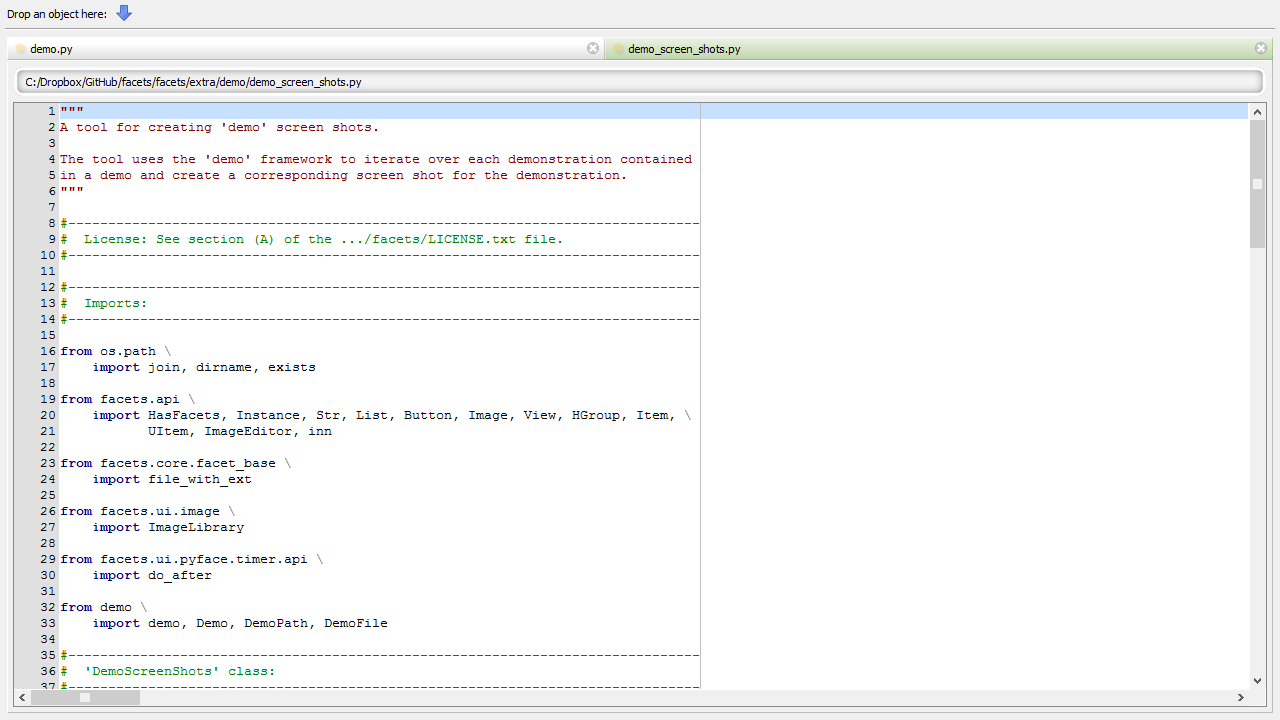 Drop an object here:
demo.py
demo_screen_shots.py
C:/Dropbox/GitHub/facets/facets/extra/demo/demo_screen_shots.py
1 """
2 A tool for creating 'demo' screen shots.
3
4 The tool uses the 'demo' framework to iterate over each demonstration contained
5 in a demo and create a corresponding screen shot for the demonstration.
6 """
7
8 #-------------------------------------------------------------------------------
9 #  License: See section (A) of the .../facets/LICENSE.txt file.
10 #-------------------------------------------------------------------------------
11
12 #-------------------------------------------------------------------------------
13 #  Imports:
14 #-------------------------------------------------------------------------------
15
16 from os.path \
17     import join, dirname, exists
18
19 from facets.api \
20     import HasFacets, Instance, Str, List, Button, Image, View, HGroup, Item, \
21            UItem, ImageEditor, inn
22
23 from facets.core.facet_base \
24     import file_with_ext
25
26 from facets.ui.image \
27     import ImageLibrary
28
29 from facets.ui.pyface.timer.api \
30     import do_after
31
32 from demo \
33     import demo, Demo, DemoPath, DemoFile
34
35 #-------------------------------------------------------------------------------
36 #  'DemoScreenShots' class:
37 #-------------------------------------------------------------------------------